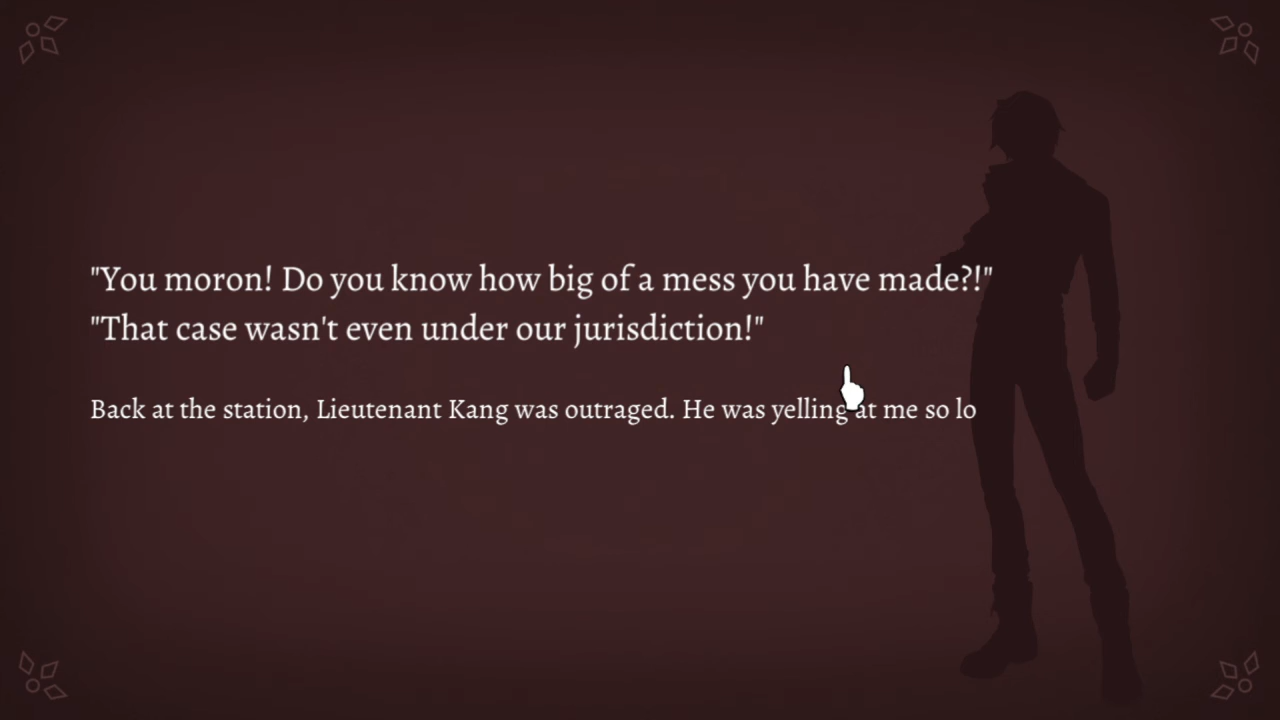 "You moron! Do you know how big of a mess you have made?!"
"That case wasn't even under our jurisdiction!"
Back at the station, Lieutenant Kang was outraged. He was yelling at me so lo